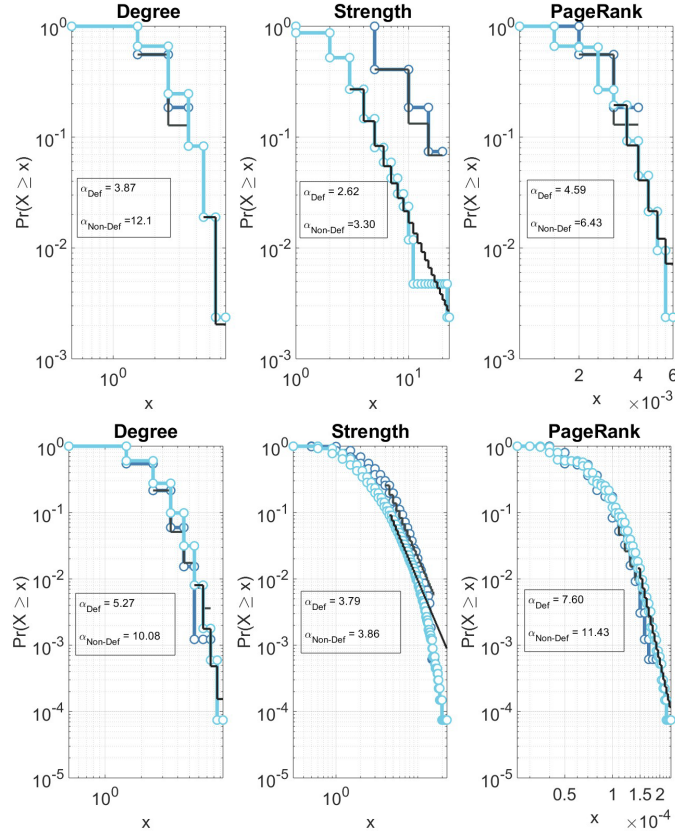 Degree
Strength
PageRank
10^0
10^-1
10^-2
10^-3
Pr(X ≥ x)
α_Def = 3.87
α_Non-Def =12.1
10^0
x
10^0
10^-1
10^-2
10^-3
Pr(X ≥ x)
α_Def = 2.62
α_Non-Def =3.30
10^0
10^1
x
10^0
10^-1
10^-2
10^-3
Pr(X ≥ x)
α_Def = 4.59
α_Non-Def =6.43
2
4
6
x
×10^-3
Degree
Strength
PageRank
10^0
10^-1
10^-2
10^-3
10^-4
10^-5
Pr(X ≥ x)
α_Def = 5.27
α_Non-Def = 10.08
10^0
x
10^0
10^-1
10^-2
10^-3
10^-4
10^-5
Pr(X ≥ x)
α_Def = 3.79
α_Non-Def = 3.86
10^0
x
10^0
10^-1
10^-2
10^-3
10^-4
10^-5
Pr(X ≥ x)
α_Def = 7.60
α_Non-Def = 11.43
0.5
1
1.5
2
x
×10^-4